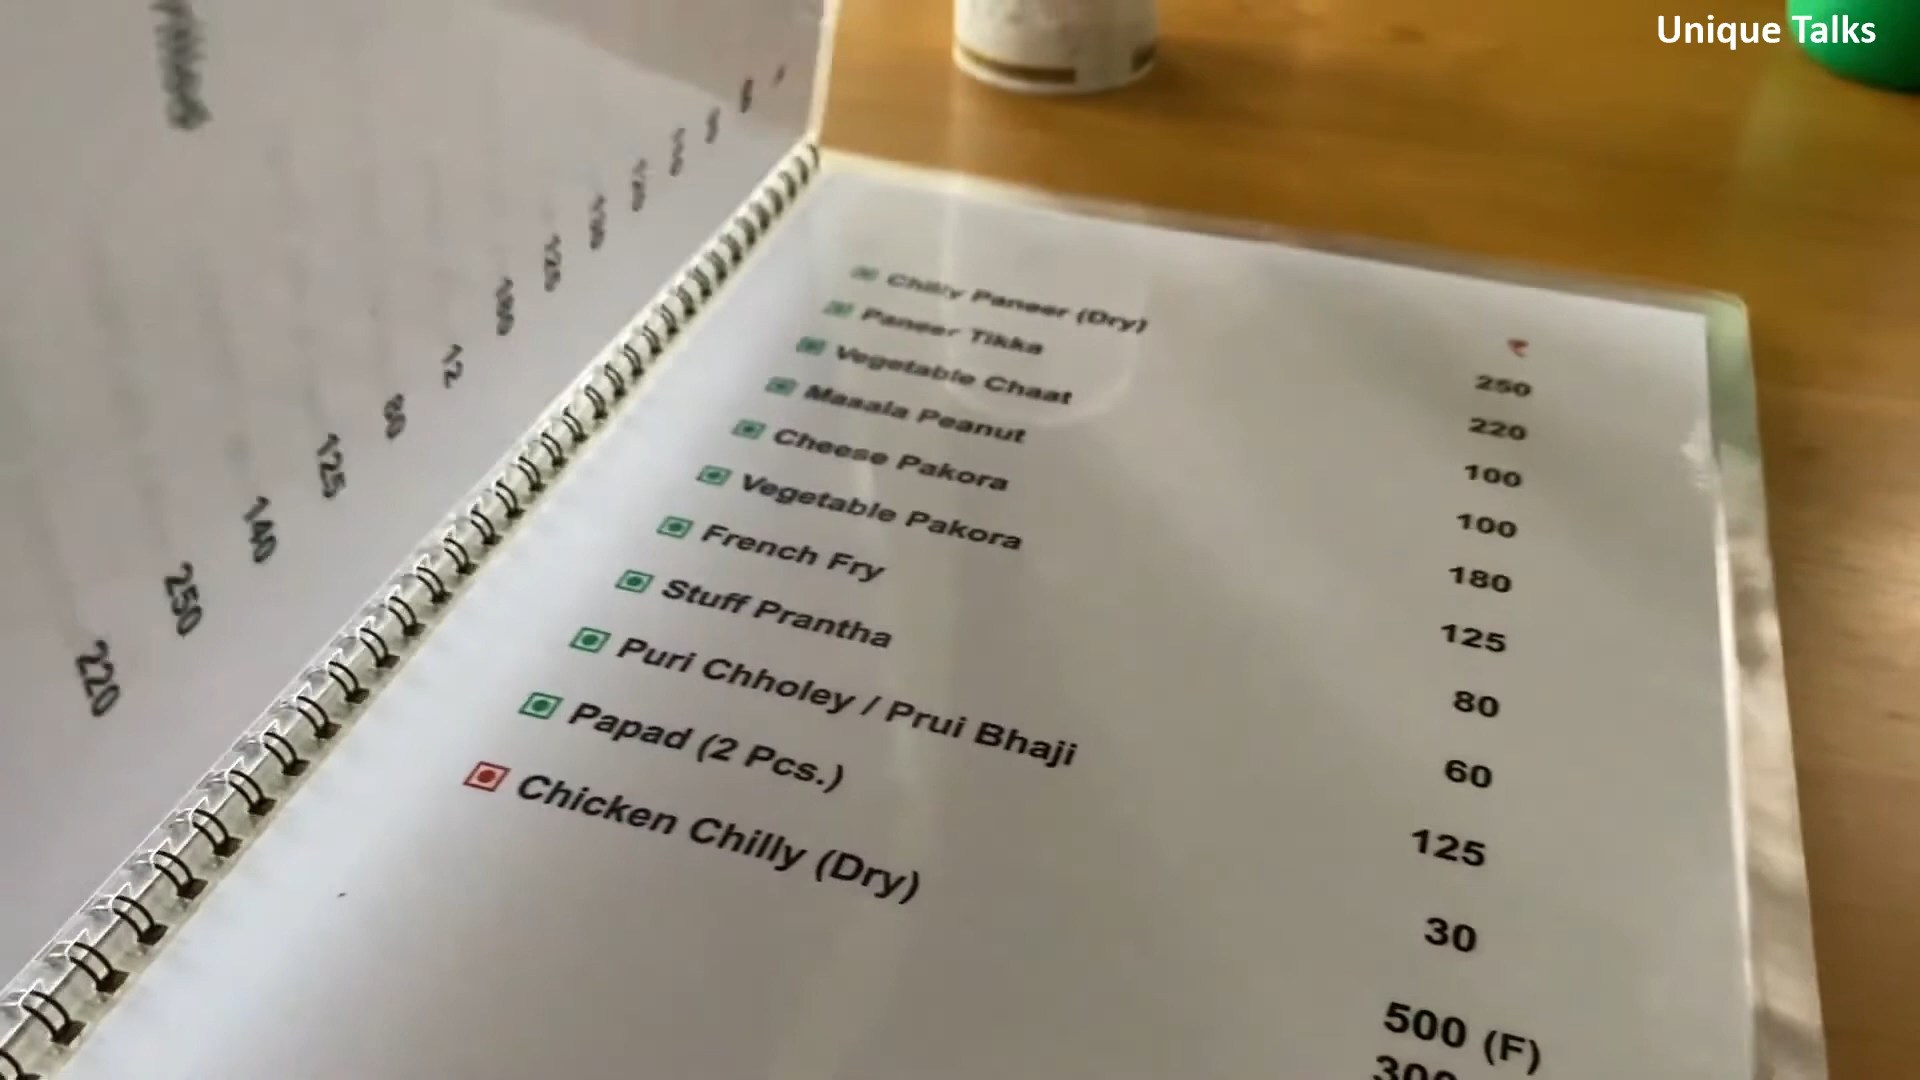 Unique Talks
₹
Chilly Paneer (Dry) 250
Paneer Tikka 220
Vegetable Chaat 100
Masala Peanut 100
Cheese Pakora 180
Vegetable Pakora 125
French Fry 80
Stuff Prantha 60
Puri Chholey / Prui Bhaji 125
Papad (2 Pcs.) 30
Chicken Chilly (Dry) 500 (F)
300
180
12
80
125
140
250
220